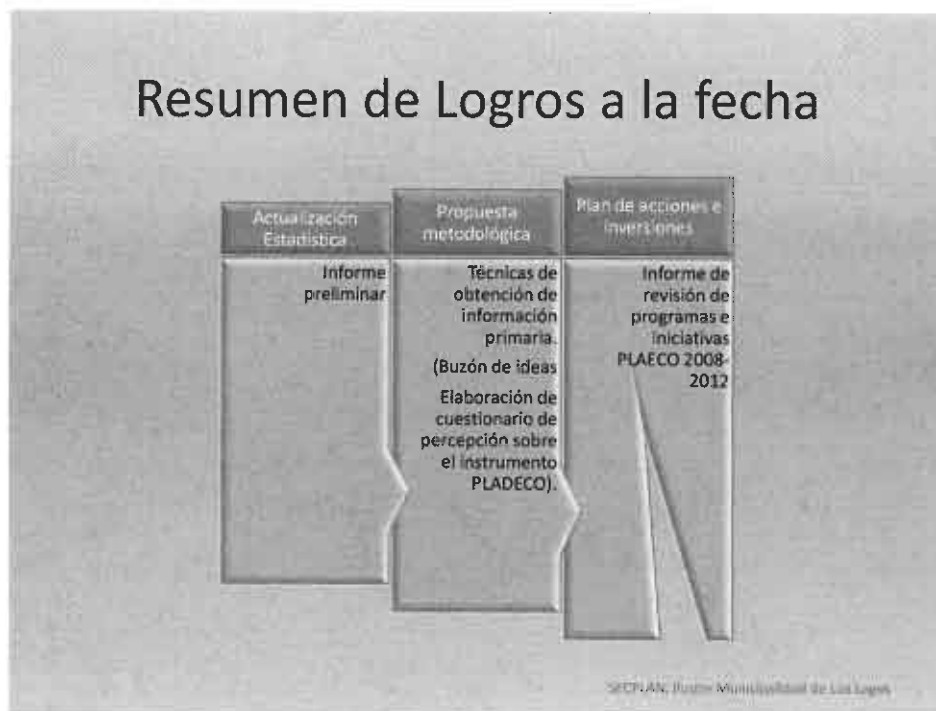 Resumen de Logros a la fecha
Actualización
Estadística
Informe
preliminar
Propuesta
metodológica
Técnicas de
obtención de
información
primaria.
(Buzón de ideas
Elaboración de
cuestionario de
percepción sobre
el instrumento
PLADECO).
Plan de acciones e
inversiones
Informe de
revisión de
programas e
iniciativas
PLAECO 2008-
2012
SECPLAN, Ilustre Municipalidad de Los Lagos